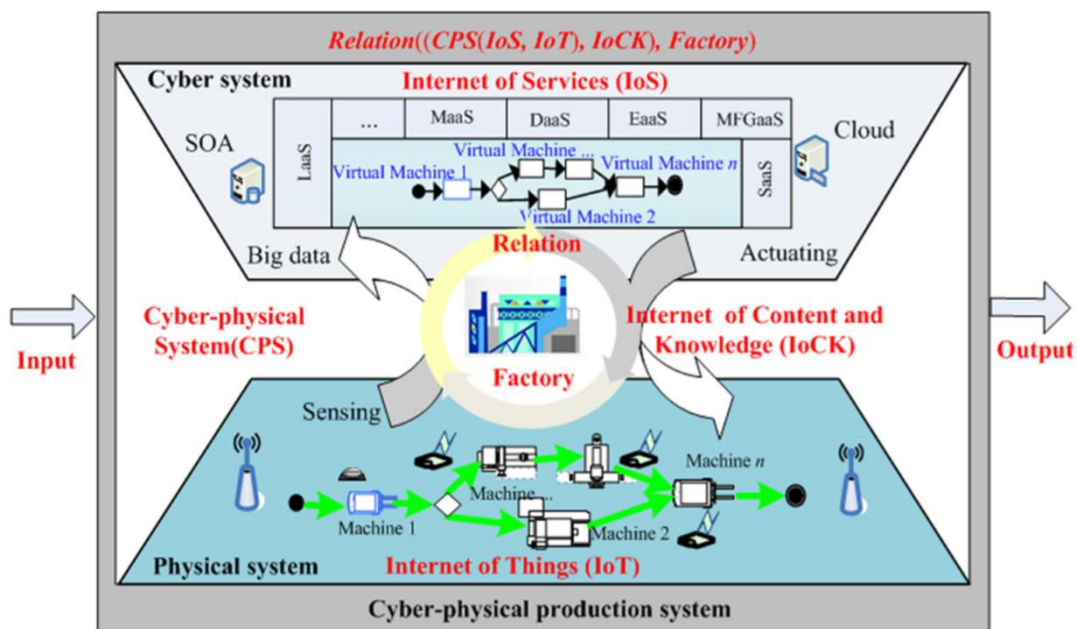 Relation((CPS(IoS, IoT), IoCK), Factory)
Cyber system
Internet of Services (IoS)
SOA
LaaS
...
MaaS
DaaS
EaaS
MFGaaS
SaaS
Cloud
Virtual Machine ...
Virtual Machine 1
Virtual Machine n
Virtual Machine 2
Big data
Relation
Actuating
Input
Cyber-physical
System(CPS)
Internet of Content and
Knowledge (IoCK)
Output
Factory
Sensing
Machine 1
Machine ...
Machine 2
Machine n
Physical system
Internet of Things (IoT)
Cyber-physical production system